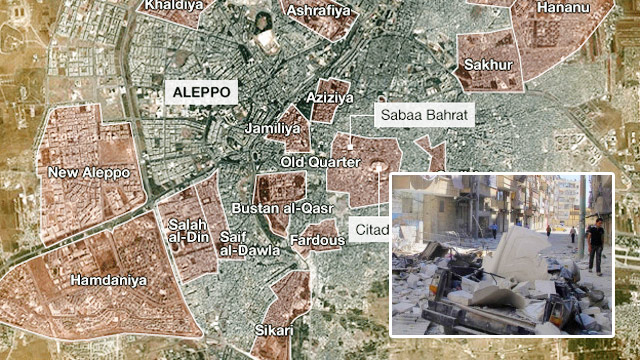 Khaldiya
Ashrafiya
Hananu
Sakhur
ALEPPO
Aziziya
Sabaa Bahrat
Jamiliya
Old Quarter
New Aleppo
Bustan al-Qasr
Salah
al-Din
Saif
al-Dawla
Fardous
Citad
Hamdaniya
Sikari